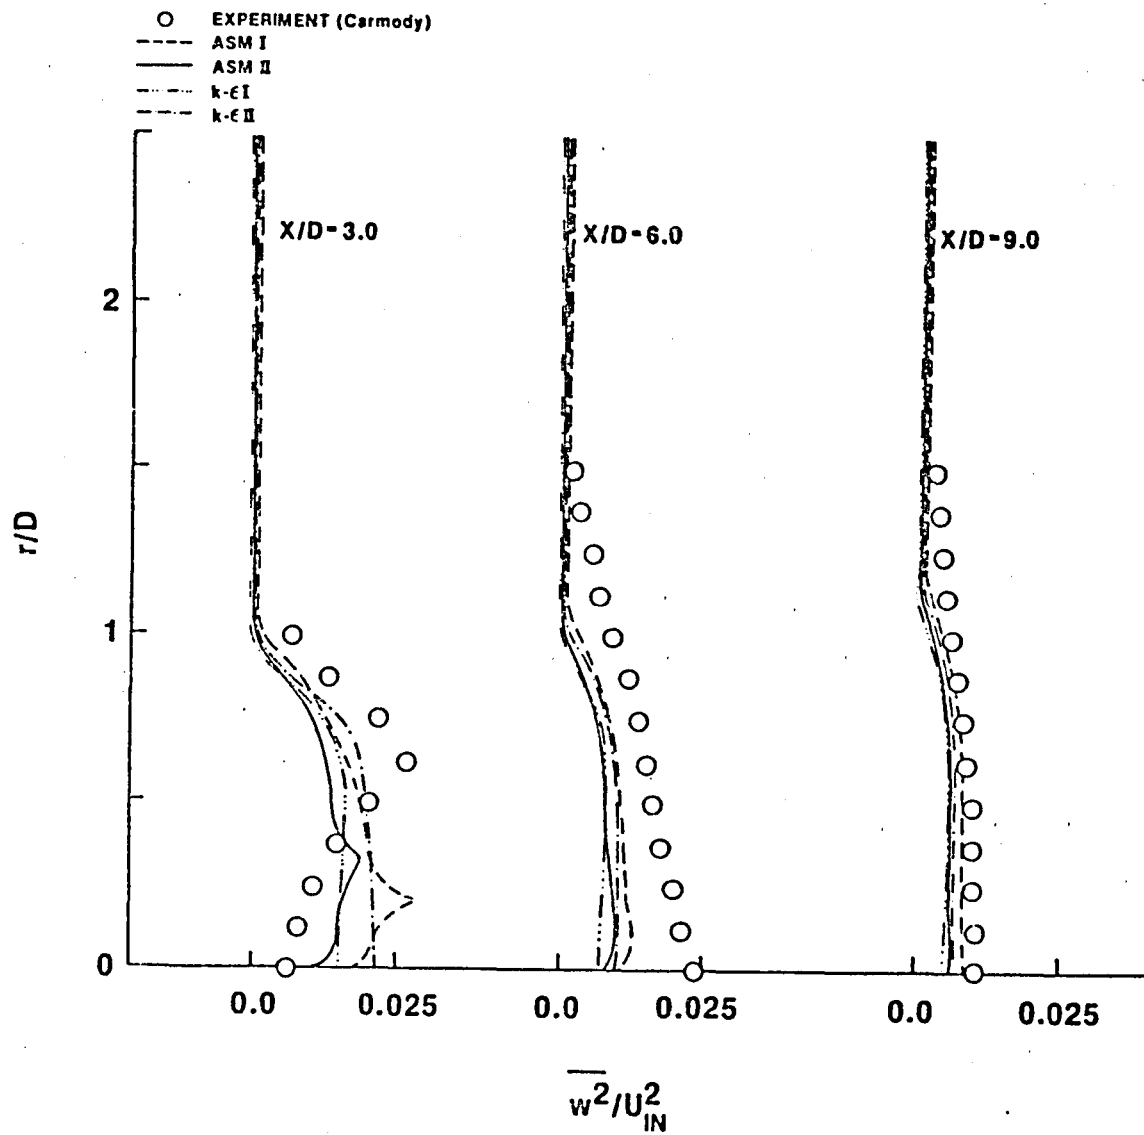 EXPERIMENT (Carmody)
ASM I
ASM II
k-ϵ I
k-ϵ II
X/D=3.0
X/D=6.0
X/D=9.0
2
1
0
r/D
0.0 0.025 0.0 0.025 0.0 0.025
w²/U²IN